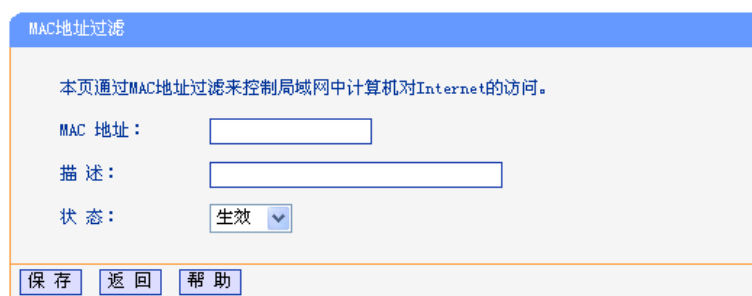 MAC地址过滤
本页通过MAC地址过滤来控制局域网中计算机对Internet的访问。
MAC 地址：
描 述：
状 态： 生效
保 存 返 回 帮 助